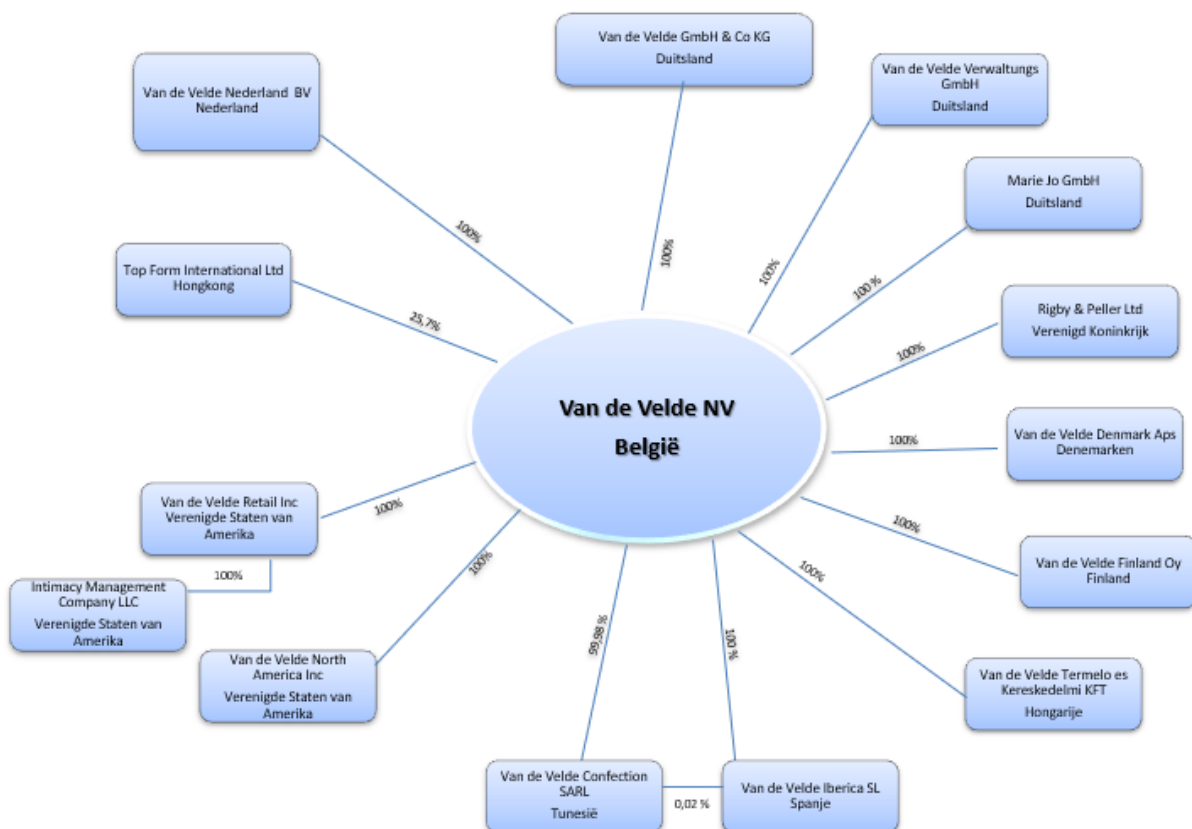 Van de Velde GmbH & Co KG
Duitsland
Van de Velde Verwaltungs
GmbH
Duitsland
Van de Velde Nederland BV
Nederland
Marie Jo GmbH
Duitsland
100%
100%
100%
100 %
Top Form International Ltd
Hongkong
25,7%
Rigby & Peller Ltd
Verenigd Koninkrijk
100%
Van de Velde NV
België
Van de Velde Denmark Aps
Denemarken
100%
Van de Velde Retail Inc
Verenigde Staten van
Amerika
100%
100%
Van de Velde Finland Oy
Finland
100%
Intimacy Management
Company LLC
Verenigde Staten van
Amerika
100%
100%
99,98 %
100 %
Van de Velde North
America Inc
Verenigde Staten van
Amerika
Van de Velde Termelo es
Kereskedelmi KFT
Hongarije
Van de Velde Confection
SARL
Tunesië
0,02 %
Van de Velde Iberica SL
Spanje